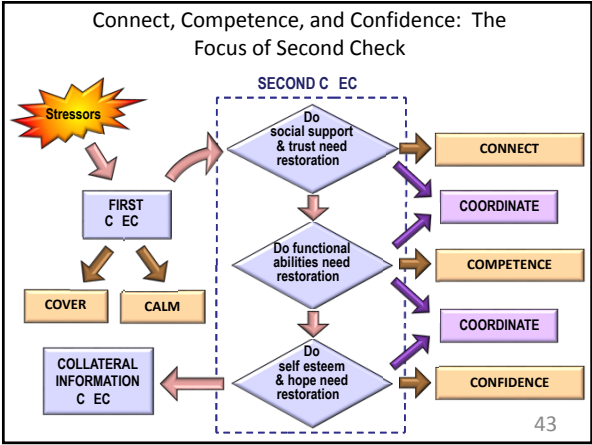 Connect, Competence, and Confidence: The
Focus of Second Check
SECOND C EC
Stressors
Do
social support
& trust need
restoration
CONNECT
FIRST
C EC
COORDINATE
Do functional
abilities need
restoration
COMPETENCE
COVER
CALM
COORDINATE
COLLATERAL
INFORMATION
C EC
Do
self esteem
& hope need
restoration
CONFIDENCE
43